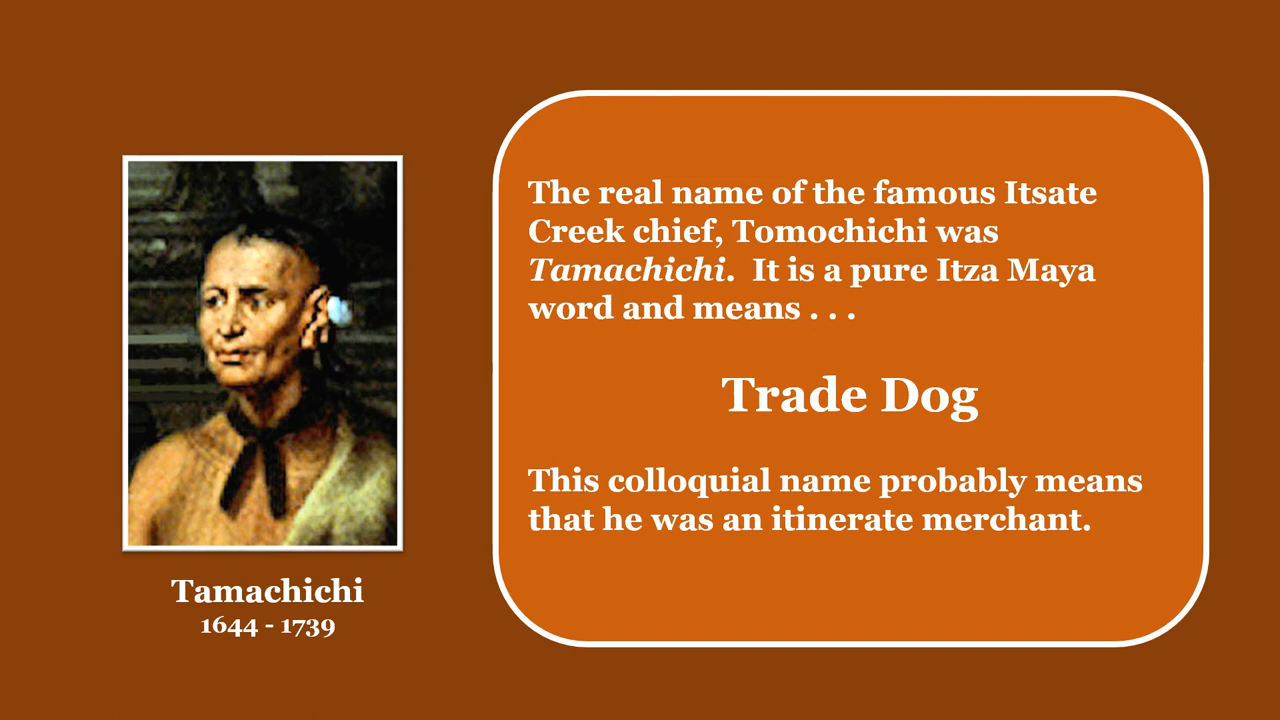 The real name of the famous Itsate
Creek chief, Tomochichi was
Tamachichi.  It is a pure Itza Maya
word and means . . .
Trade Dog
This colloquial name probably means
that he was an itinerate merchant.
Tamachichi
1644 - 1739